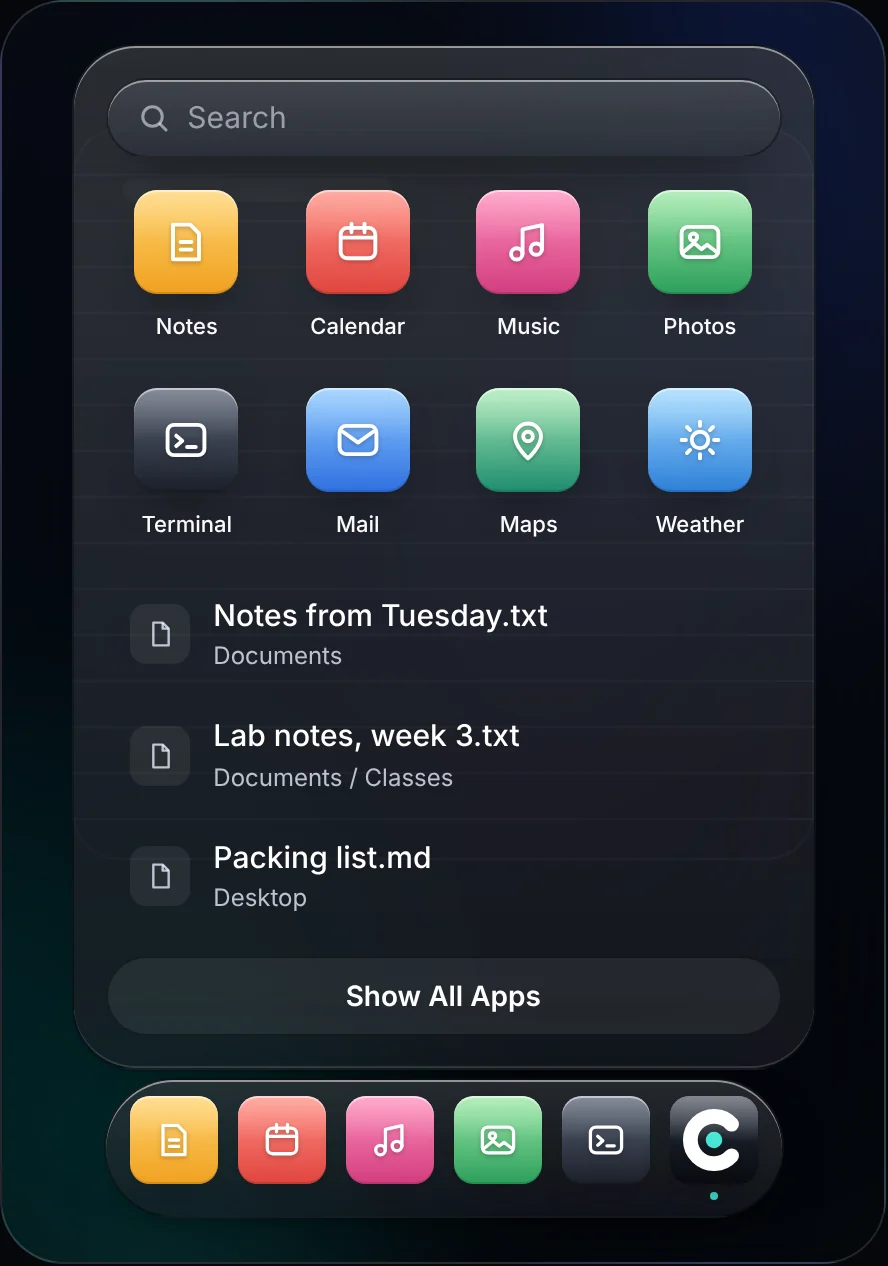 Search
Notes
Calendar
Music
Photos
Terminal
Mail
Maps
Weather
Notes from Tuesday.txt
Documents
Lab notes, week 3.txt
Documents / Classes
Packing list.md
Desktop
Show All Apps